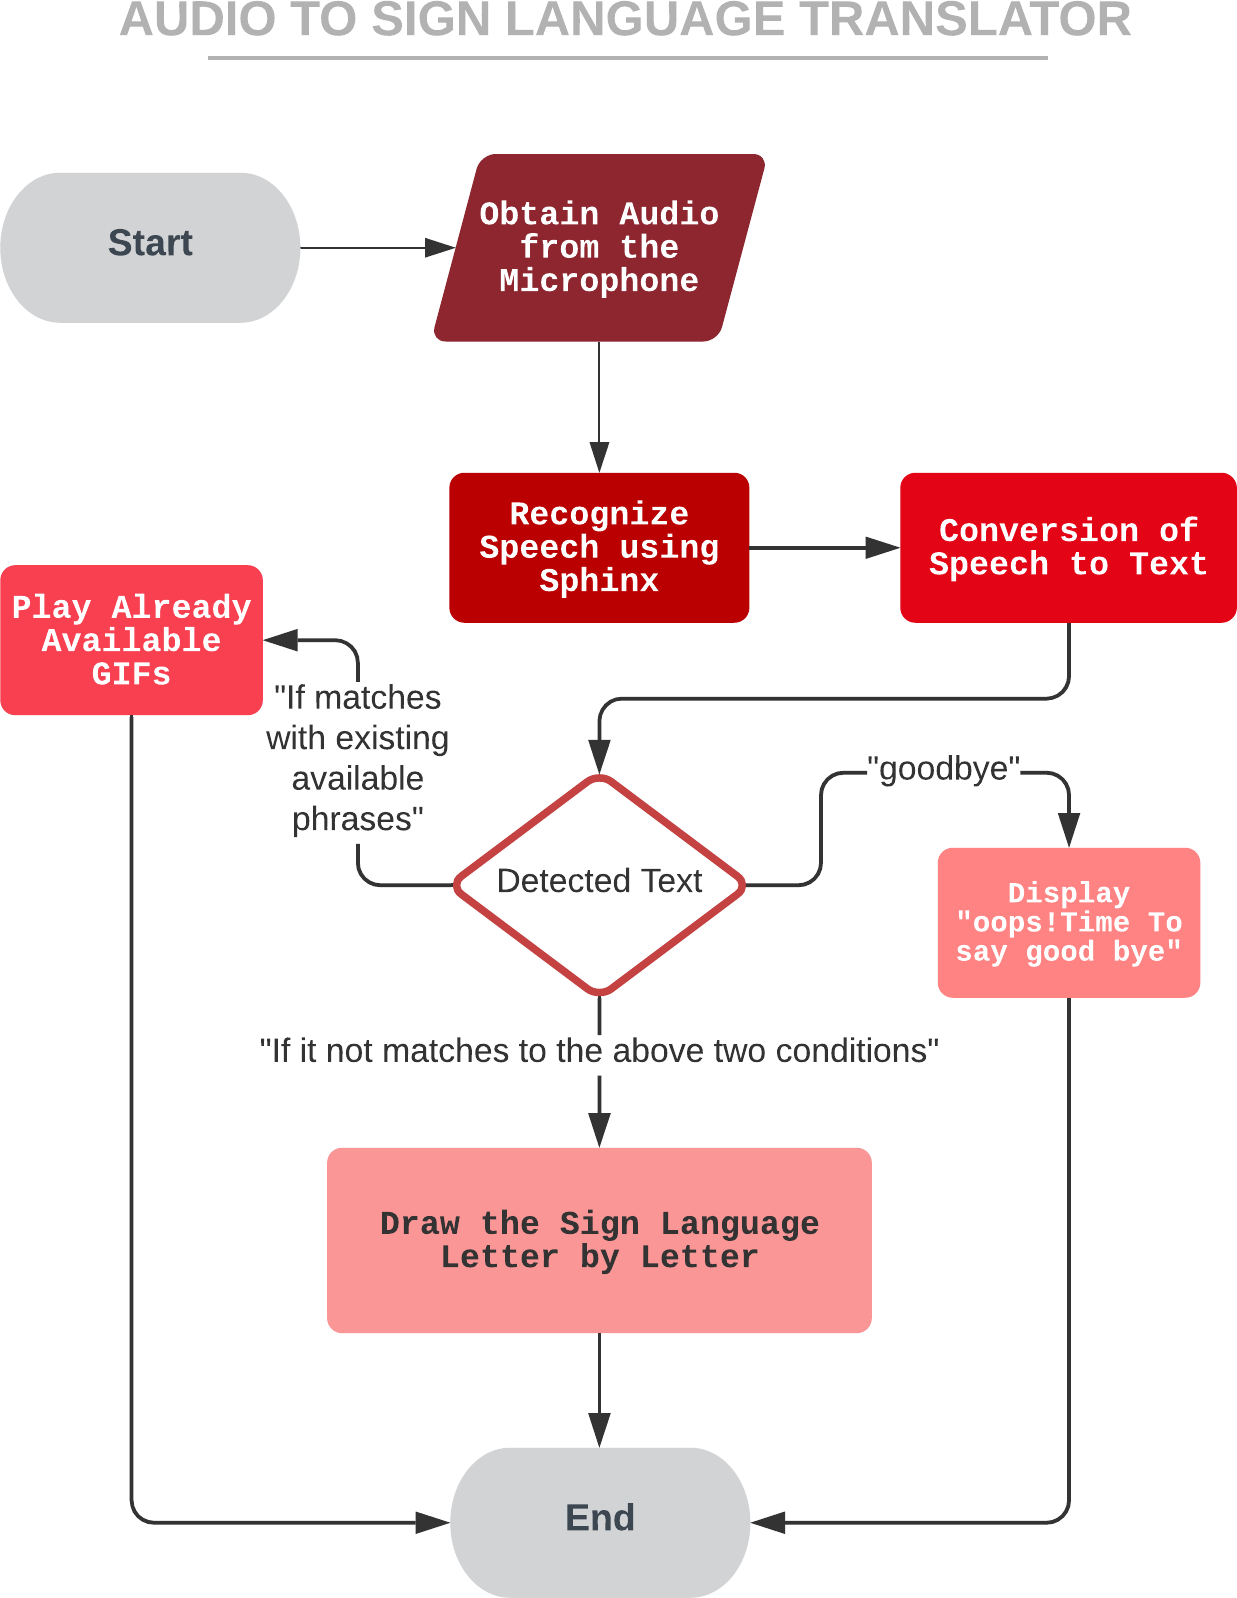 AUDIO TO SIGN LANGUAGE TRANSLATOR
Start
Obtain Audio
from the
Microphone
Recognize
Speech using
Sphinx
Conversion of
Speech to Text
Play Already
Available
GIFs
"If matches
with existing
available
phrases"
"goodbye"
Detected Text
Display
"oops!Time To
say good bye"
"If it not matches to the above two conditions"
Draw the Sign Language
Letter by Letter
End